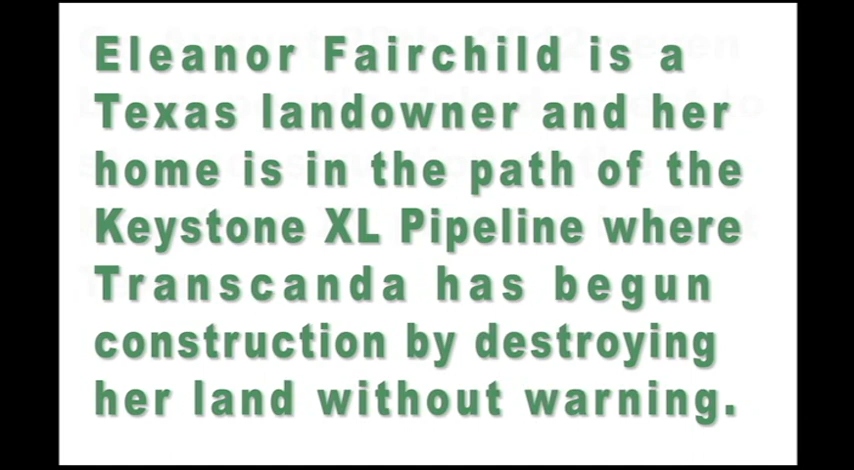 Eleanor Fairchild is a
Texas landowner and her
home is in the path of the
Keystone XL Pipeline where
Transcanda has begun
construction by destroying
her land without warning.